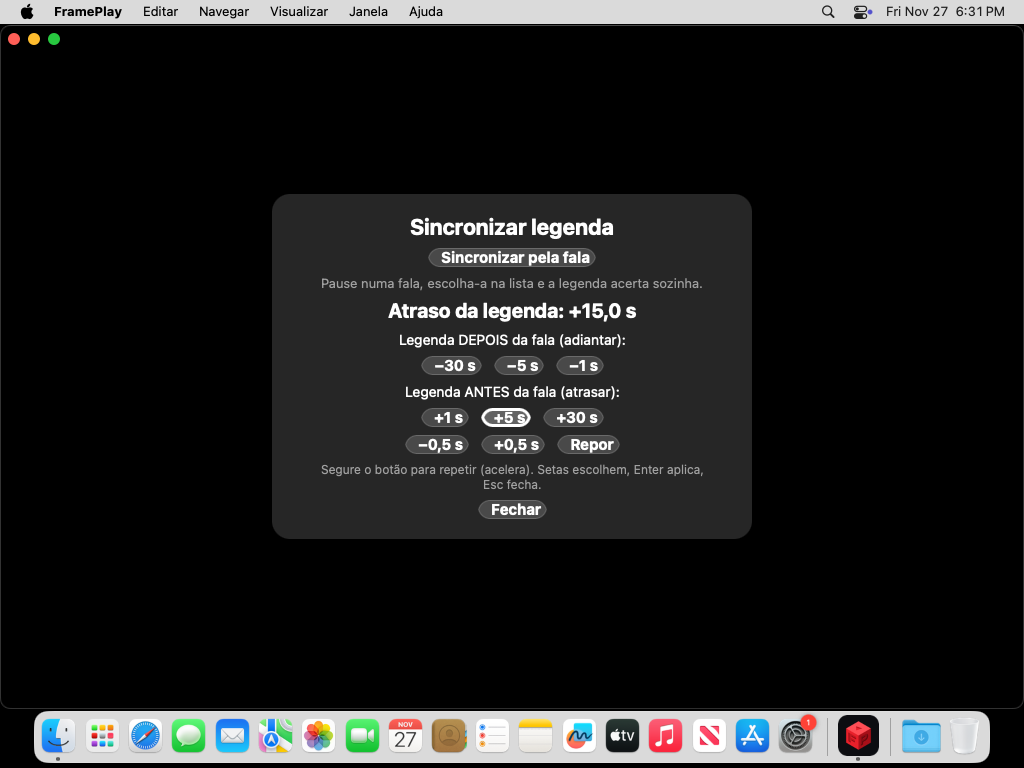 FramePlay Editar Navegar Visualizar Janela Ajuda Fri Nov 27 6:31 PM
Sincronizar legenda
Sincronizar pela fala
Pause numa fala, escolha-a na lista e a legenda acerta sozinha.
Atraso da legenda: +15,0 s
Legenda DEPOIS da fala (adiantar):
−30 s −5 s −1 s
Legenda ANTES da fala (atrasar):
+1 s +5 s +30 s
−0,5 s +0,5 s Repor
Segure o botão para repetir (acelera). Setas escolhem, Enter aplica,
Esc fecha.
Fechar
NOV
27
tv
1